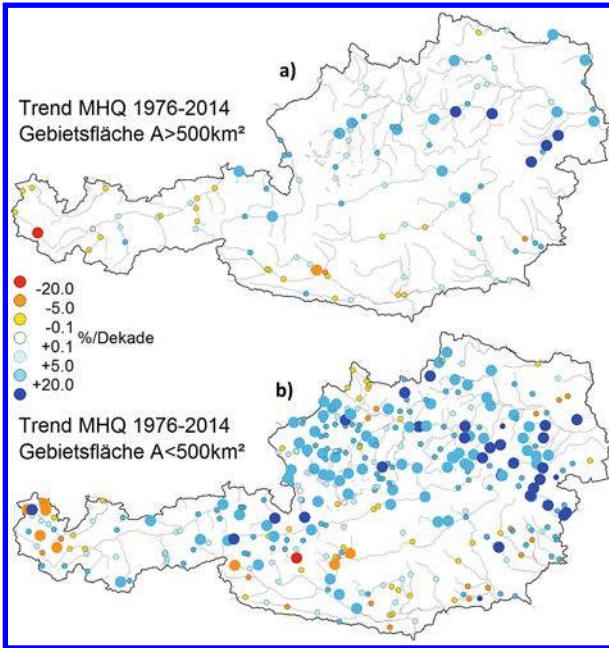 a)
Trend MHQ 1976-2014
Gebietsfläche A>500km²
-20.0
-5.0
-0.1
+0.1 %/Dekade
+5.0
+20.0
b)
Trend MHQ 1976-2014
Gebietsfläche A<500km²